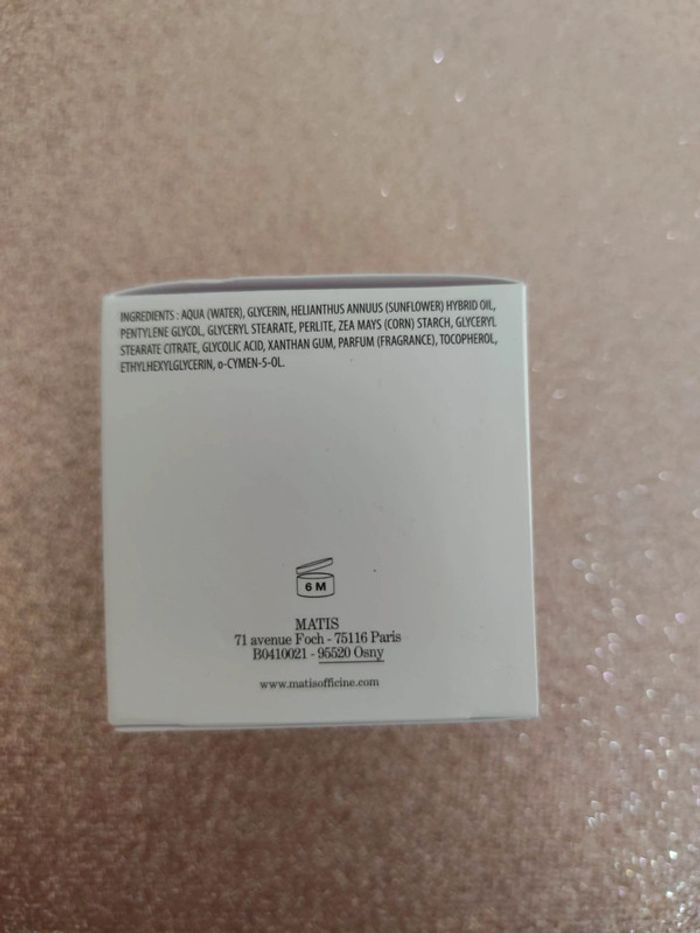 INGREDIENTS : AQUA (WATER), GLYCERIN, HELIANTHUS ANNUUS (SUNFLOWER) HYBRID OIL,
PENTYLENE GLYCOL, GLYCERYL STEARATE, PERLITE, ZEA MAYS (CORN) STARCH, GLYCERYL
STEARATE CITRATE, GLYCOLIC ACID, XANTHAN GUM, PARFUM (FRAGRANCE), TOCOPHEROL,
ETHYLHEXYLGLYCERIN, o-CYMEN-5-OL.
6 M
MATIS
71 avenue Foch - 75116 Paris
B0410021 - 95520 Osny
www.matisofficine.com